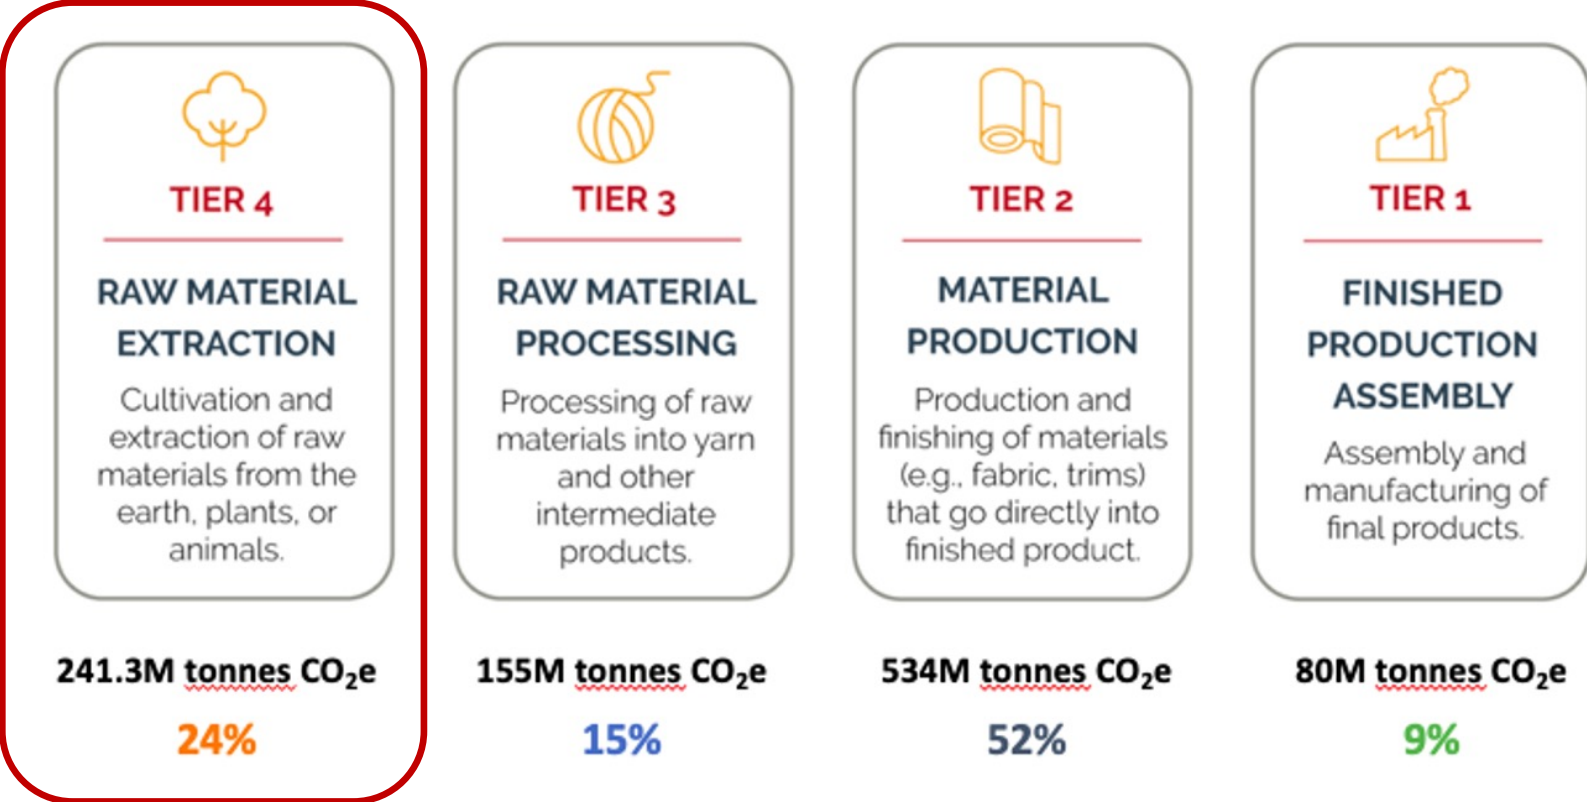 TIER 4
RAW MATERIAL
EXTRACTION
Cultivation and
extraction of raw
materials from the
earth, plants, or
animals.
241.3M tonnes CO₂e
24%
TIER 3
RAW MATERIAL
PROCESSING
Processing of raw
materials into yarn
and other
intermediate
products.
155M tonnes CO₂e
15%
TIER 2
MATERIAL
PRODUCTION
Production and
finishing of materials
(e.g., fabric, trims)
that go directly into
finished product.
534M tonnes CO₂e
52%
TIER 1
FINISHED
PRODUCTION
ASSEMBLY
Assembly and
manufacturing of
final products.
80M tonnes CO₂e
9%